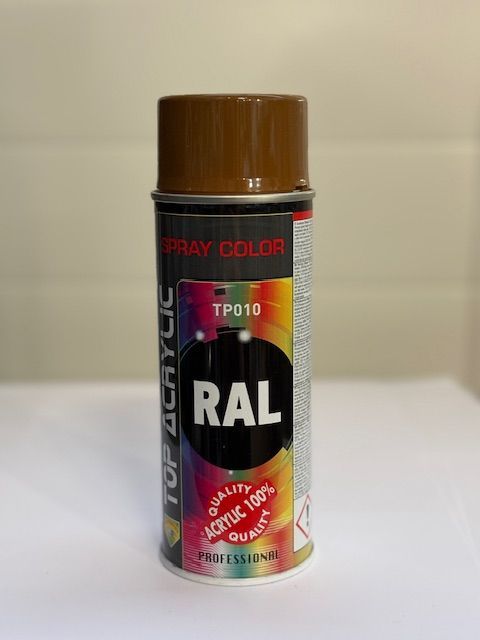 SPRAY COLOR
TOP ACRYLIC
TP010
RAL
QUALITY
ACRYLIC 100%
QUALITY
PROFESSIONAL